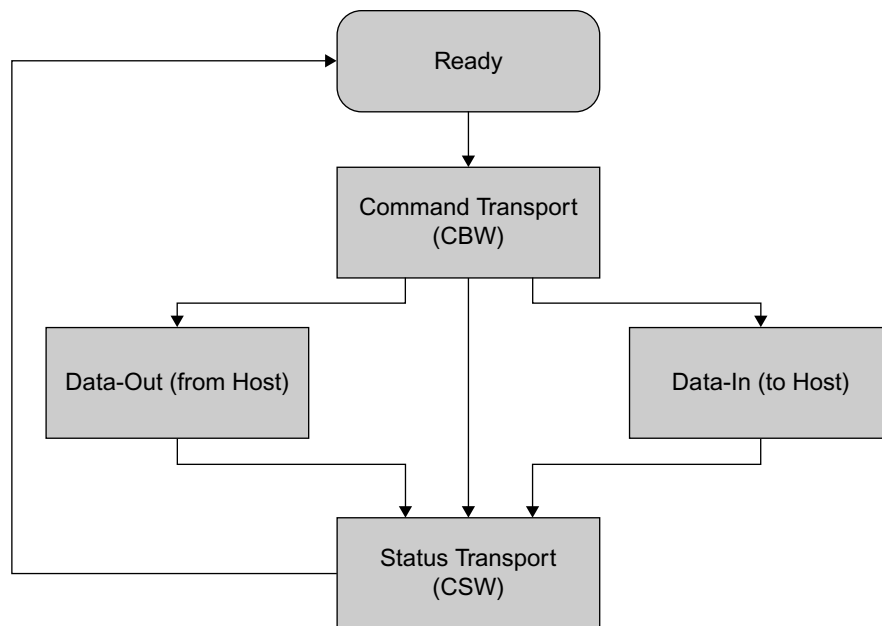 Ready
Command Transport
(CBW)
Data-Out (from Host)
Data-In (to Host)
Status Transport
(CSW)